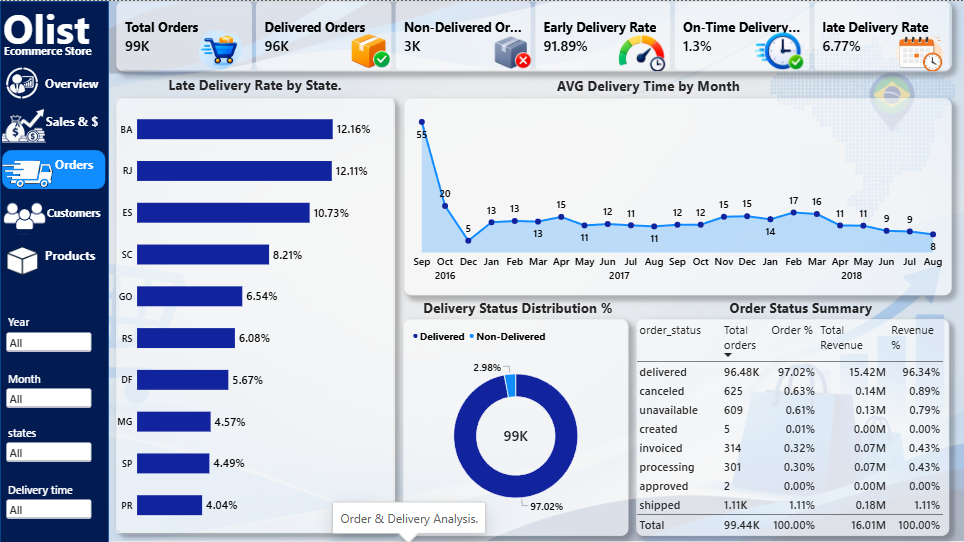 Olist
Ecommerce Store
Overview
Sales & $
Orders
Customers
Products
Year
All
Month
All
states
All
Delivery time
All
Total Orders
99K
Delivered Orders
96K
Non-Delivered Or...
3K
Early Delivery Rate
91.89%
On-Time Delivery...
1.3%
late Delivery Rate
6.77%
Late Delivery Rate by State.
BA 12.16%
RJ 12.11%
ES 10.73%
SC 8.21%
GO 6.54%
RS 6.08%
DF 5.67%
MG 4.57%
SP 4.49%
PR 4.04%
AVG Delivery Time by Month
55 20 5 13 13 13 15 11 12 11 11 12 12 15 15 14 17 16 11 11 9 9 8
Sep Oct Dec Jan Feb Mar Apr May Jun Jul Aug Sep Oct Nov Dec Jan Feb Mar Apr May Jun Jul Aug
2016 2017 2018
Delivery Status Distribution %
Delivered Non-Delivered
2.98%
99K
97.02%
Order & Delivery Analysis.
Order Status Summary
order_status Total orders Order % Total Revenue Revenue %
delivered 96.48K 97.02% 15.42M 96.34%
canceled 625 0.63% 0.14M 0.89%
unavailable 609 0.61% 0.13M 0.79%
created 5 0.01% 0.00M 0.00%
invoiced 314 0.32% 0.07M 0.43%
processing 301 0.30% 0.07M 0.43%
approved 2 0.00% 0.00M 0.00%
shipped 1.11K 1.11% 0.18M 1.11%
Total 99.44K 100.00% 16.01M 100.00%